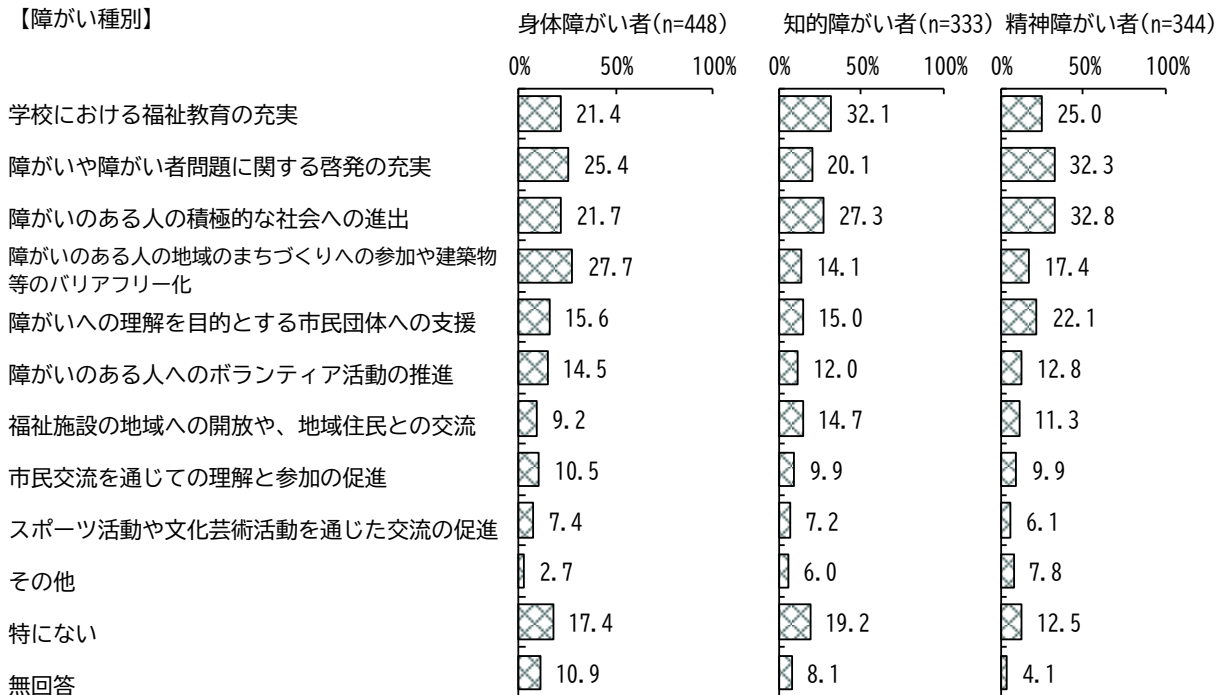 【障がい種別】
身体障がい者(n=448) 知的障がい者(n=333) 精神障がい者(n=344)
0% 50% 100% 0% 50% 100% 0% 50% 100%
学校における福祉教育の充実 21.4 32.1 25.0
障がいや障がい者問題に関する啓発の充実 25.4 20.1 32.3
障がいのある人の積極的な社会への進出 21.7 27.3 32.8
障がいのある人の地域のまちづくりへの参加や建築物
等のバリアフリー化 27.7 14.1 17.4
障がいへの理解を目的とする市民団体への支援 15.6 15.0 22.1
障がいのある人へのボランティア活動の推進 14.5 12.0 12.8
福祉施設の地域への開放や、地域住民との交流 9.2 14.7 11.3
市民交流を通じての理解と参加の促進 10.5 9.9 9.9
スポーツ活動や文化芸術活動を通じた交流の促進 7.4 7.2 6.1
その他 2.7 6.0 7.8
特にない 17.4 19.2 12.5
無回答 10.9 8.1 4.1